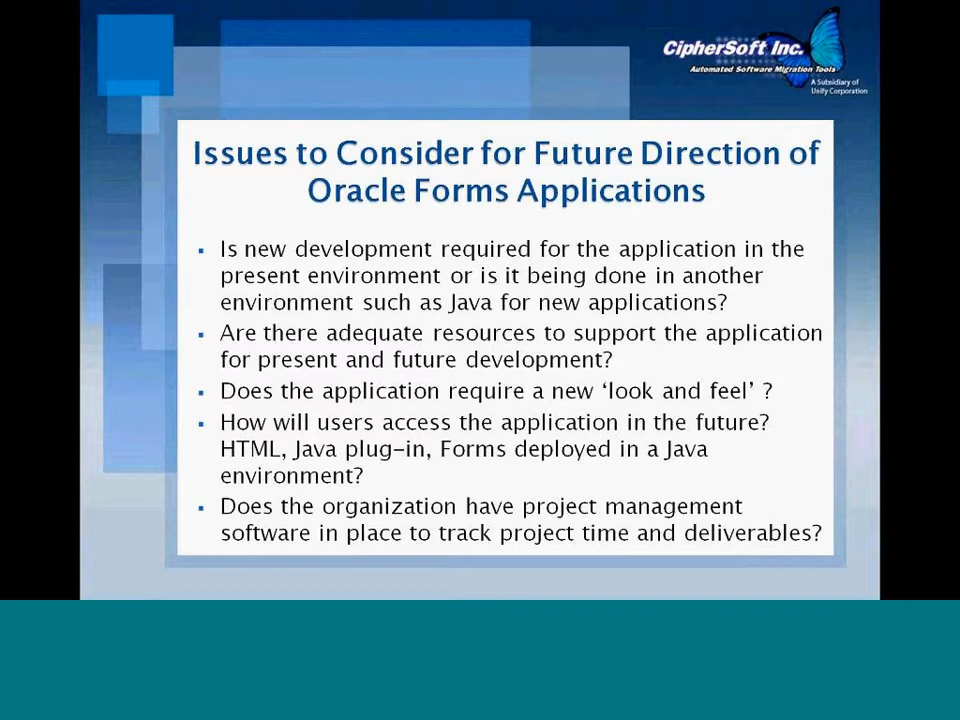 CipherSoft Inc.
Automated Software Migration Tools
A Subsidiary of
Unify Corporation
Issues to Consider for Future Direction of
Oracle Forms Applications
▪ Is new development required for the application in the
present environment or is it being done in another
environment such as Java for new applications?
▪ Are there adequate resources to support the application
for present and future development?
▪ Does the application require a new ‘look and feel’ ?
▪ How will users access the application in the future?
HTML, Java plug-in, Forms deployed in a Java
environment?
▪ Does the organization have project management
software in place to track project time and deliverables?